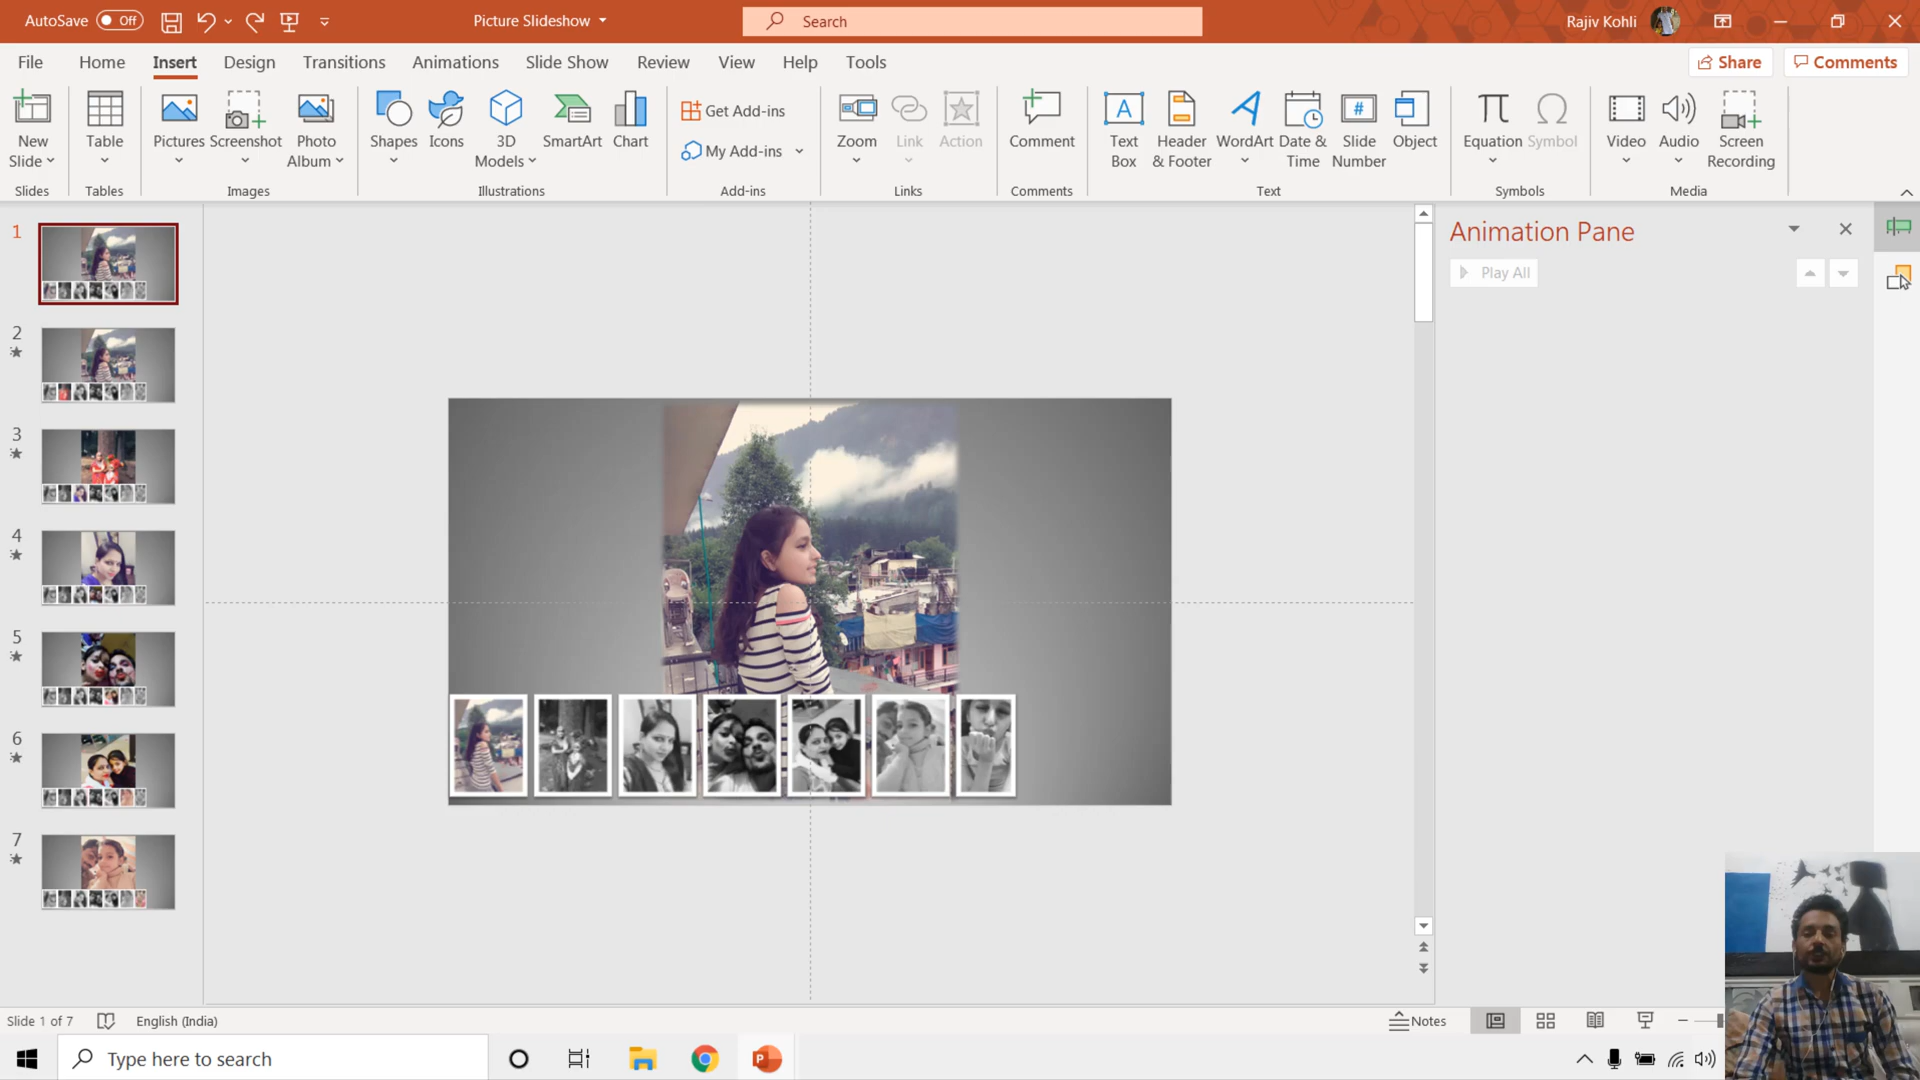 AutoSave Off Picture Slideshow Search Rajiv Kohli
File Home Insert Design Transitions Animations Slide Show Review View Help Tools Share Comments
New Slide Table Pictures Screenshot Photo Album Shapes Icons 3D Models SmartArt Chart Get Add-ins My Add-ins Zoom Link Action Comment Text Box Header & Footer WordArt Date & Time Slide Number Object Equation Symbol Video Audio Screen Recording
Slides Tables Images Illustrations Add-ins Links Comments Text Symbols Media
Animation Pane
Play All
1
2
3
4
5
6
7
Slide 1 of 7 English (India) Notes
Type here to search